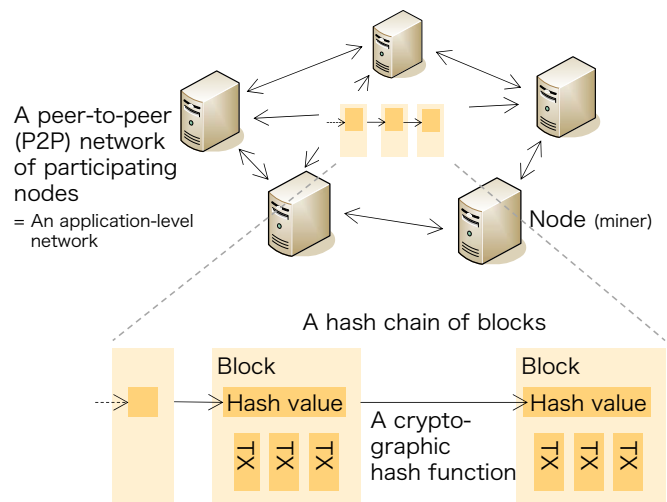 A peer-to-peer
(P2P) network
of participating
nodes
= An application-level
network
Node (miner)
A hash chain of blocks
Block
Hash value
TX TX TX
A crypto-
graphic
hash function
Block
Hash value
TX TX TX